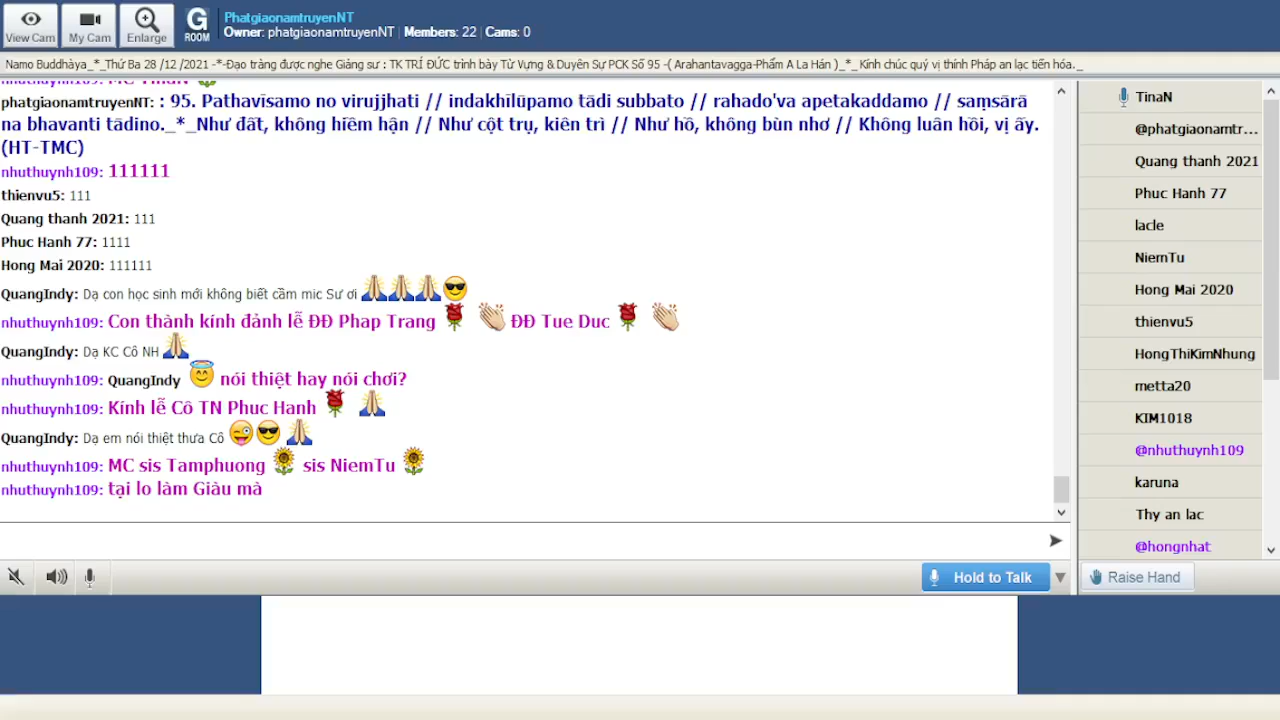 View Cam
My Cam
Enlarge
G
ROOM
PhatgiaonamtruyenNT
Owner: phatgiaonamtruyenNT | Members: 22 | Cams: 0
Namo Buddhàya_*_Thứ Ba 28 /12 /2021 -*-Đạo tràng được nghe Giảng sư : TK TRÍ ĐỨC trình bày Từ Vựng & Duyên Sự PCK Số 95 -( Arahantavagga-Phẩm A La Hán )_*_ Kính chúc quý vị thính Pháp an lạc tiến hóa._
nhuthuynh109: MC TinaN
phatgiaonamtruyenNT: : 95. Pathavīsamo no virujjhati // indakhīlūpamo tādi subbato // rahado'va apetakaddamo // saṃsārā
na bhavanti tādino._*_Như đất, không hiềm hận // Như cột trụ, kiên trì // Như hồ, không bùn nhơ // Không luân hồi, vị ấy.
(HT-TMC)
nhuthuynh109: 111111
thienvu5: 111
Quang thanh 2021: 111
Phuc Hanh 77: 1111
Hong Mai 2020: 111111
QuangIndy: Dạ con học sinh mới không biết cầm mic Sư ơi 🙏🙏🙏😎
nhuthuynh109: Con thành kính đảnh lễ ĐĐ Phap Trang 🌹 👏 ĐĐ Tue Duc 🌹 👏
QuangIndy: Dạ KC Cô NH 🙏
nhuthuynh109: QuangIndy 😇 nói thiệt hay nói chơi?
nhuthuynh109: Kính lễ Cô TN Phuc Hanh 🌹 🙏
QuangIndy: Dạ em nói thiệt thưa Cô 😜😎🙏
nhuthuynh109: MC sis Tamphuong 🌻 sis NiemTu 🌻
nhuthuynh109: tại lo làm Giàu mà
Hold to Talk
TinaN
@phatgiaonamtr...
Quang thanh 2021
Phuc Hanh 77
lacle
NiemTu
Hong Mai 2020
thienvu5
HongThiKimNhung
metta20
KIM1018
@nhuthuynh109
karuna
Thy an lac
@hongnhat
Raise Hand